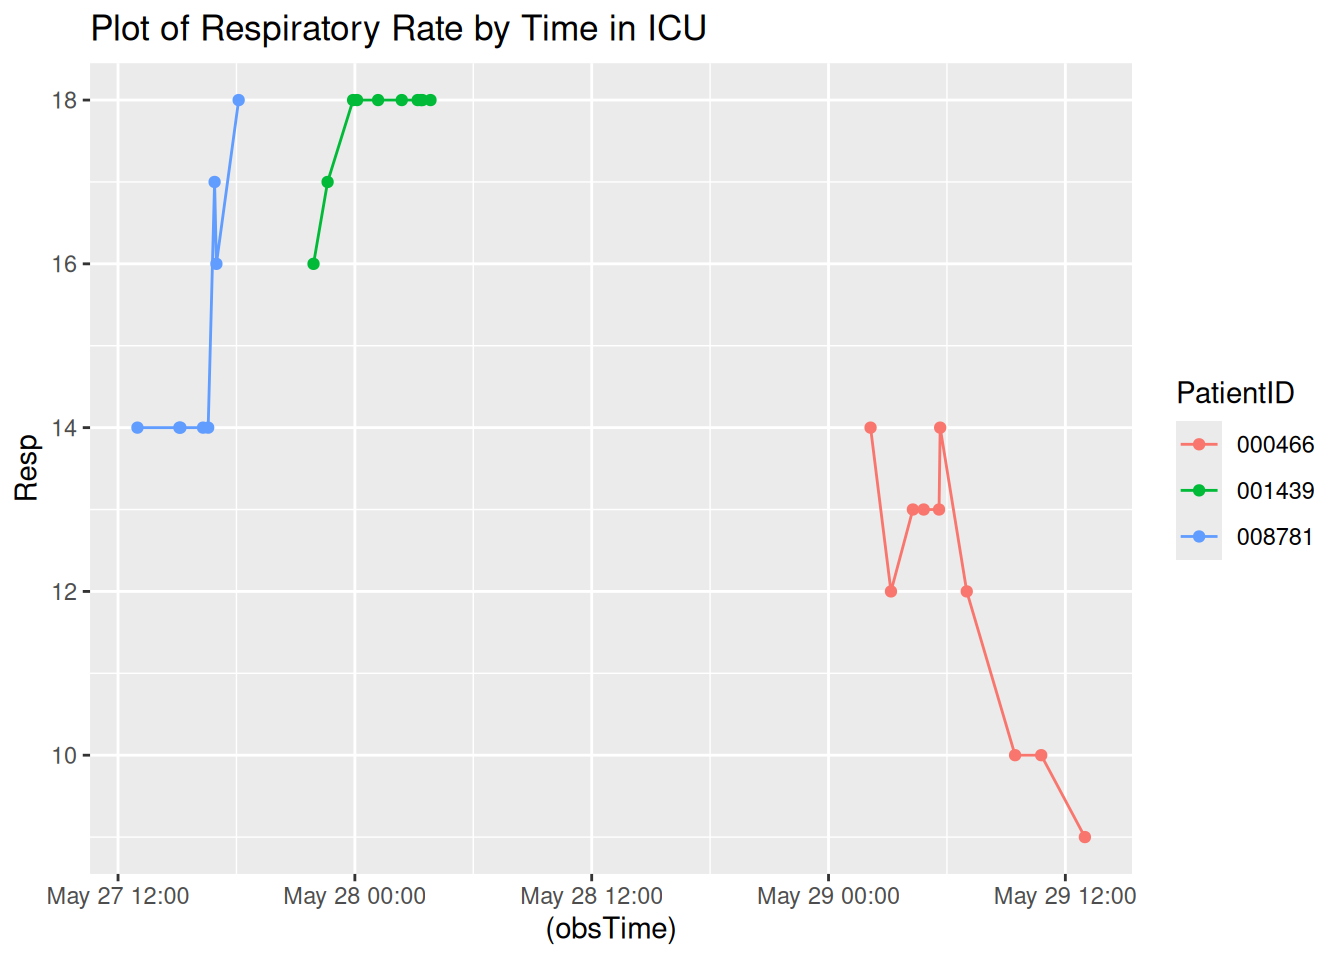 Plot of Respiratory Rate by Time in ICU
18
16
14
12
10
Resp
May 27 12:00
May 28 00:00
May 28 12:00
May 29 00:00
May 29 12:00
(obsTime)
PatientID
000466
001439
008781